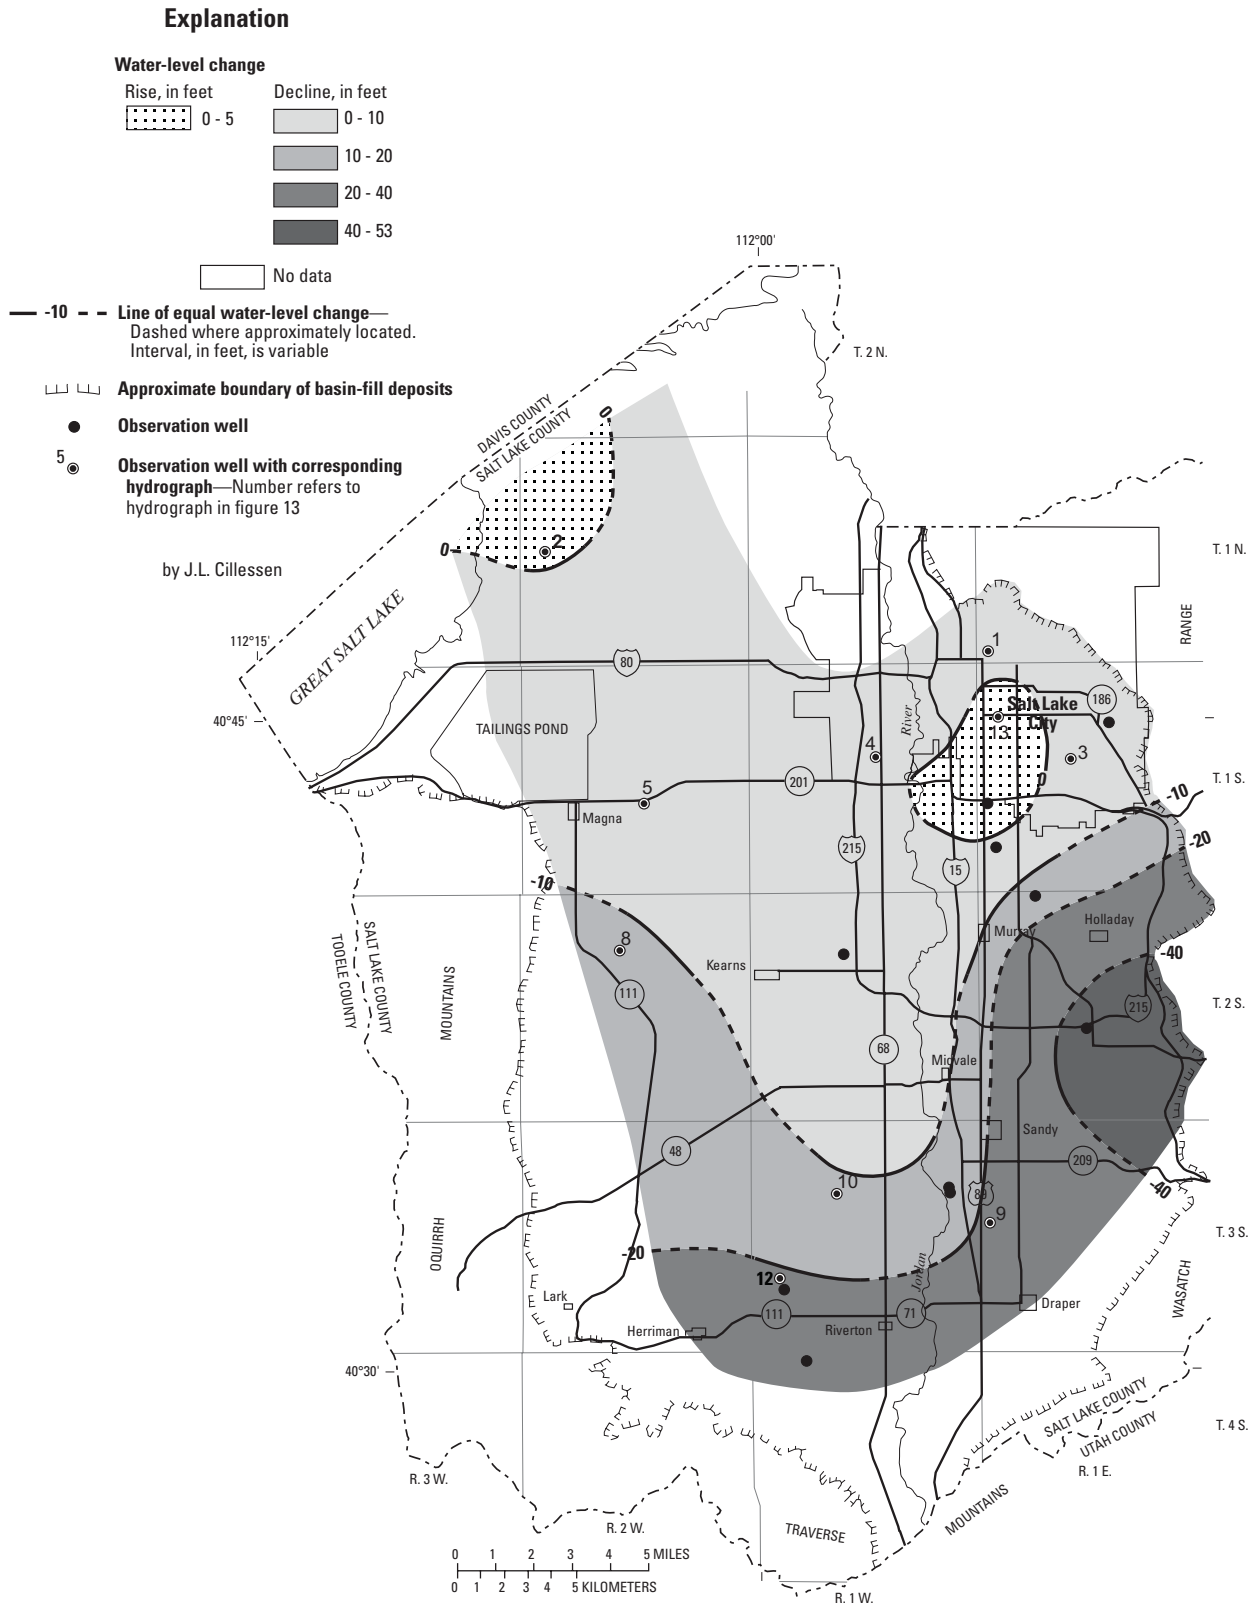 Explanation
Water-level change
Rise, in feet
Decline, in feet
0 - 5
0 - 10
10 - 20
20 - 40
40 - 53
No data
-10
Line of equal water-level change—
Dashed where approximately located.
Interval, in feet, is variable
Approximate boundary of basin-fill deposits
Observation well
5
Observation well with corresponding
hydrograph—Number refers to
hydrograph in figure 13
by J.L. Cillessen
112°00'
T. 2 N.
DAVIS COUNTY
SALT LAKE COUNTY
0
2
0
T. 1 N.
GREAT SALT LAKE
112°15'
RANGE
1
80
186
40°45'
TAILINGS POND
River
Salt Lake
City
13
4
3
0
T. 1 S.
5
201
-10
Magna
215
-20
15
-10
SALT LAKE COUNTY
TOOELE COUNTY
Holladay
Murray
8
-40
Kearns
MOUNTAINS
111
215
T. 2 S.
68
Midvale
Sandy
48
209
10
89
-40
9
T. 3 S.
OQUIRRH
-20
12
Jordan
WASATCH
Lark
Draper
111
71
Herriman
Riverton
40°30'
SALT LAKE COUNTY
UTAH COUNTY
T. 4 S.
R. 3 W.
R. 1 E.
MOUNTAINS
R. 2 W.
TRAVERSE
0 1 2 3 4 5 MILES
0 1 2 3 4 5 KILOMETERS
R. 1 W.